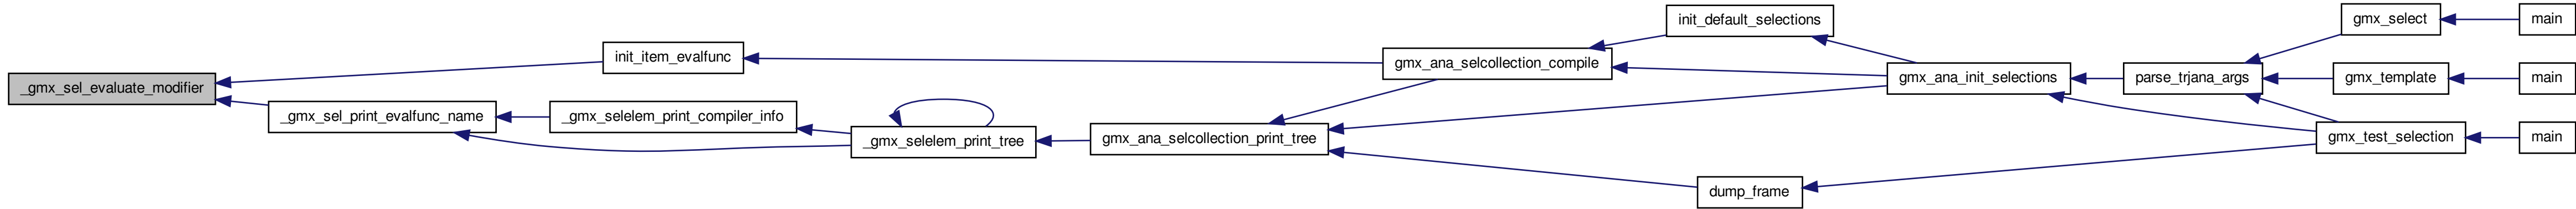 _gmx_sel_evaluate_modifier
init_item_evalfunc
_gmx_sel_print_evalfunc_name
_gmx_selelem_print_compiler_info
_gmx_selelem_print_tree
gmx_ana_selcollection_print_tree
gmx_ana_selcollection_compile
init_default_selections
dump_frame
gmx_ana_init_selections
parse_trjana_args
gmx_select
gmx_template
gmx_test_selection
main
main
main